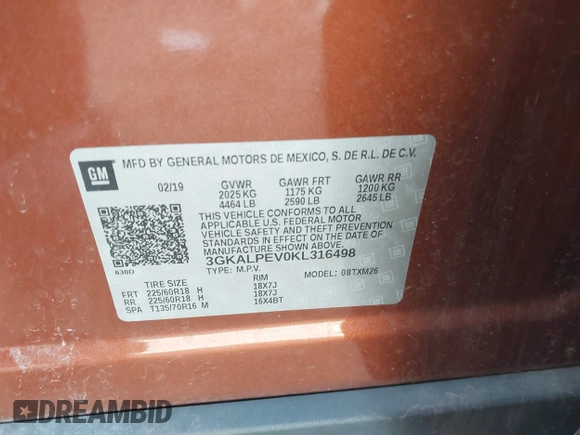 GM
MFD BY GENERAL MOTORS DE MEXICO, S. DE R.L. DE C.V.
02/19 GVWR GAWR FRT GAWR RR
2025 KG 1175 KG 1200 KG
4464 LB 2590 LB 2645 LB
THIS VEHICLE CONFORMS TO ALL
APPLICABLE U.S. FEDERAL MOTOR
VEHICLE SAFETY AND THEFT PREVENTION
STANDARDS IN EFFECT ON THE DATE OF
MANUFACTURE SHOWN ABOVE.
3GKALPEV0KL316498
630D TYPE: M.P.V. MODEL: 08TXM26
TIRE SIZE RIM
FRT 225/60R18 H 18X7J
RR 225/60R18 H 18X7J
SPA T135/70R16 M 16X4BT
DREAMBID